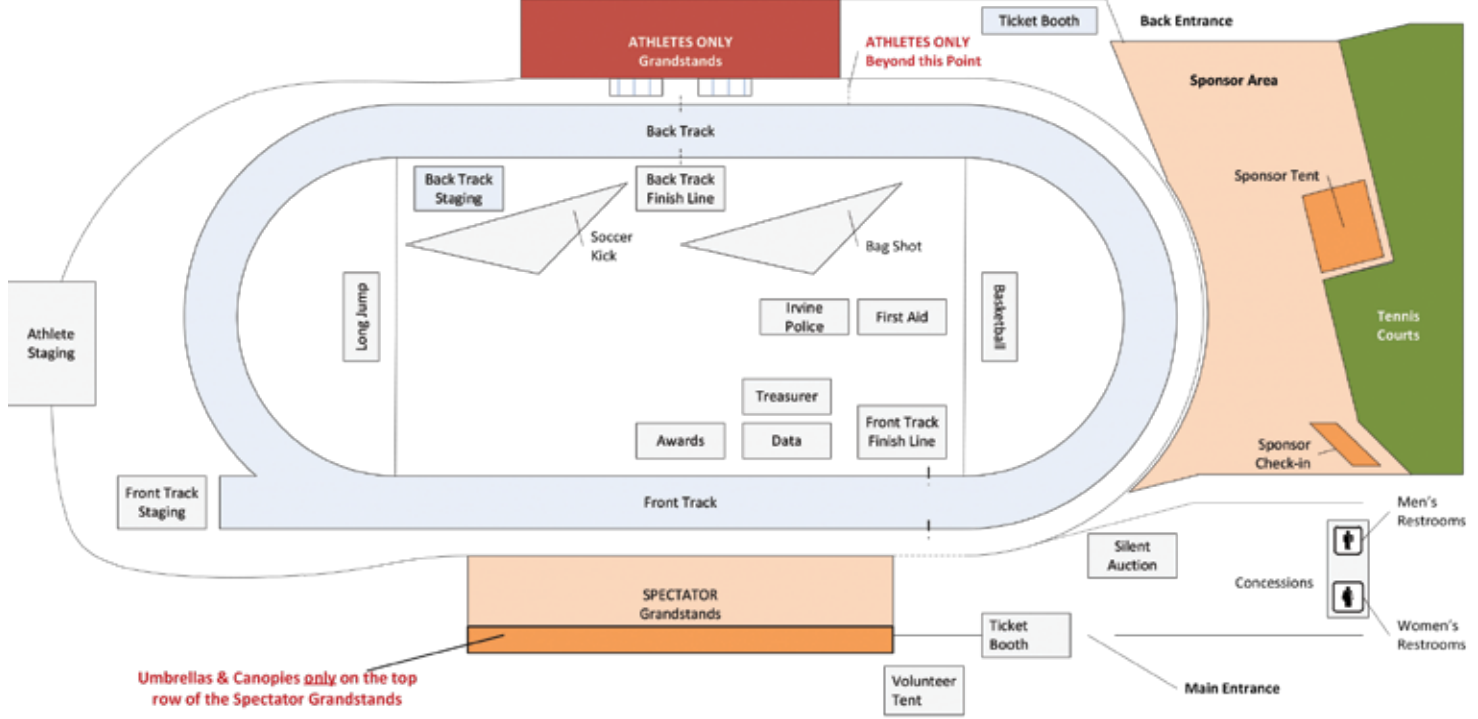 Ticket Booth
Back Entrance
ATHLETES ONLY
Grandstands
ATHLETES ONLY
Beyond this Point
Sponsor Area
Back Track
Back Track
Staging
Back Track
Finish Line
Sponsor Tent
Soccer
Kick
Bag Shot
Long Jump
Irvine
Police
First Aid
Basketball
Athlete
Staging
Tennis
Courts
Treasurer
Awards
Data
Front Track
Finish Line
Sponsor
Check-in
Front Track
Staging
Front Track
Men's
Restrooms
Silent
Auction
Concessions
SPECTATOR
Grandstands
Ticket
Booth
Women's
Restrooms
Umbrellas & Canopies only on the top
row of the Spectator Grandstands
Volunteer
Tent
Main Entrance